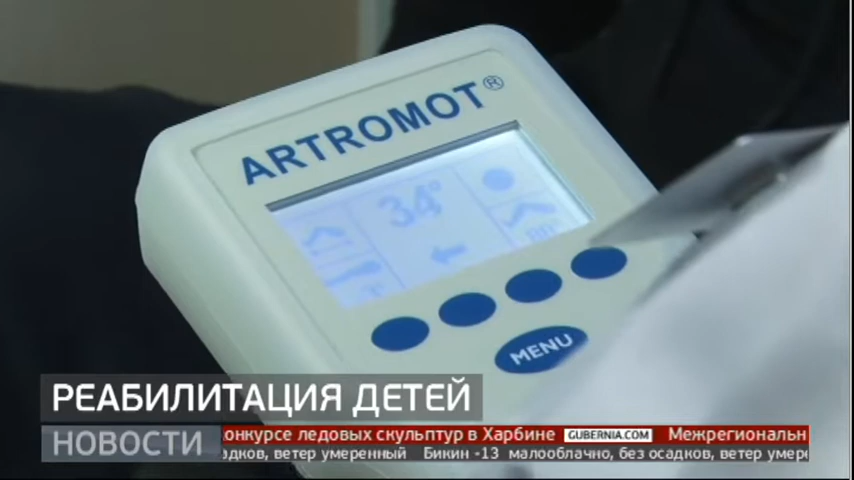 ARTROMOT®
34°
MENU
РЕАБИЛИТАЦИЯ ДЕТЕЙ
НОВОСТИ
онкурсе ледовых скульптур в Харбине GUBERNIA.COM Межрегиональн
адков, ветер умеренный Бикин -13 малооблачно, без осадков, ветер умере